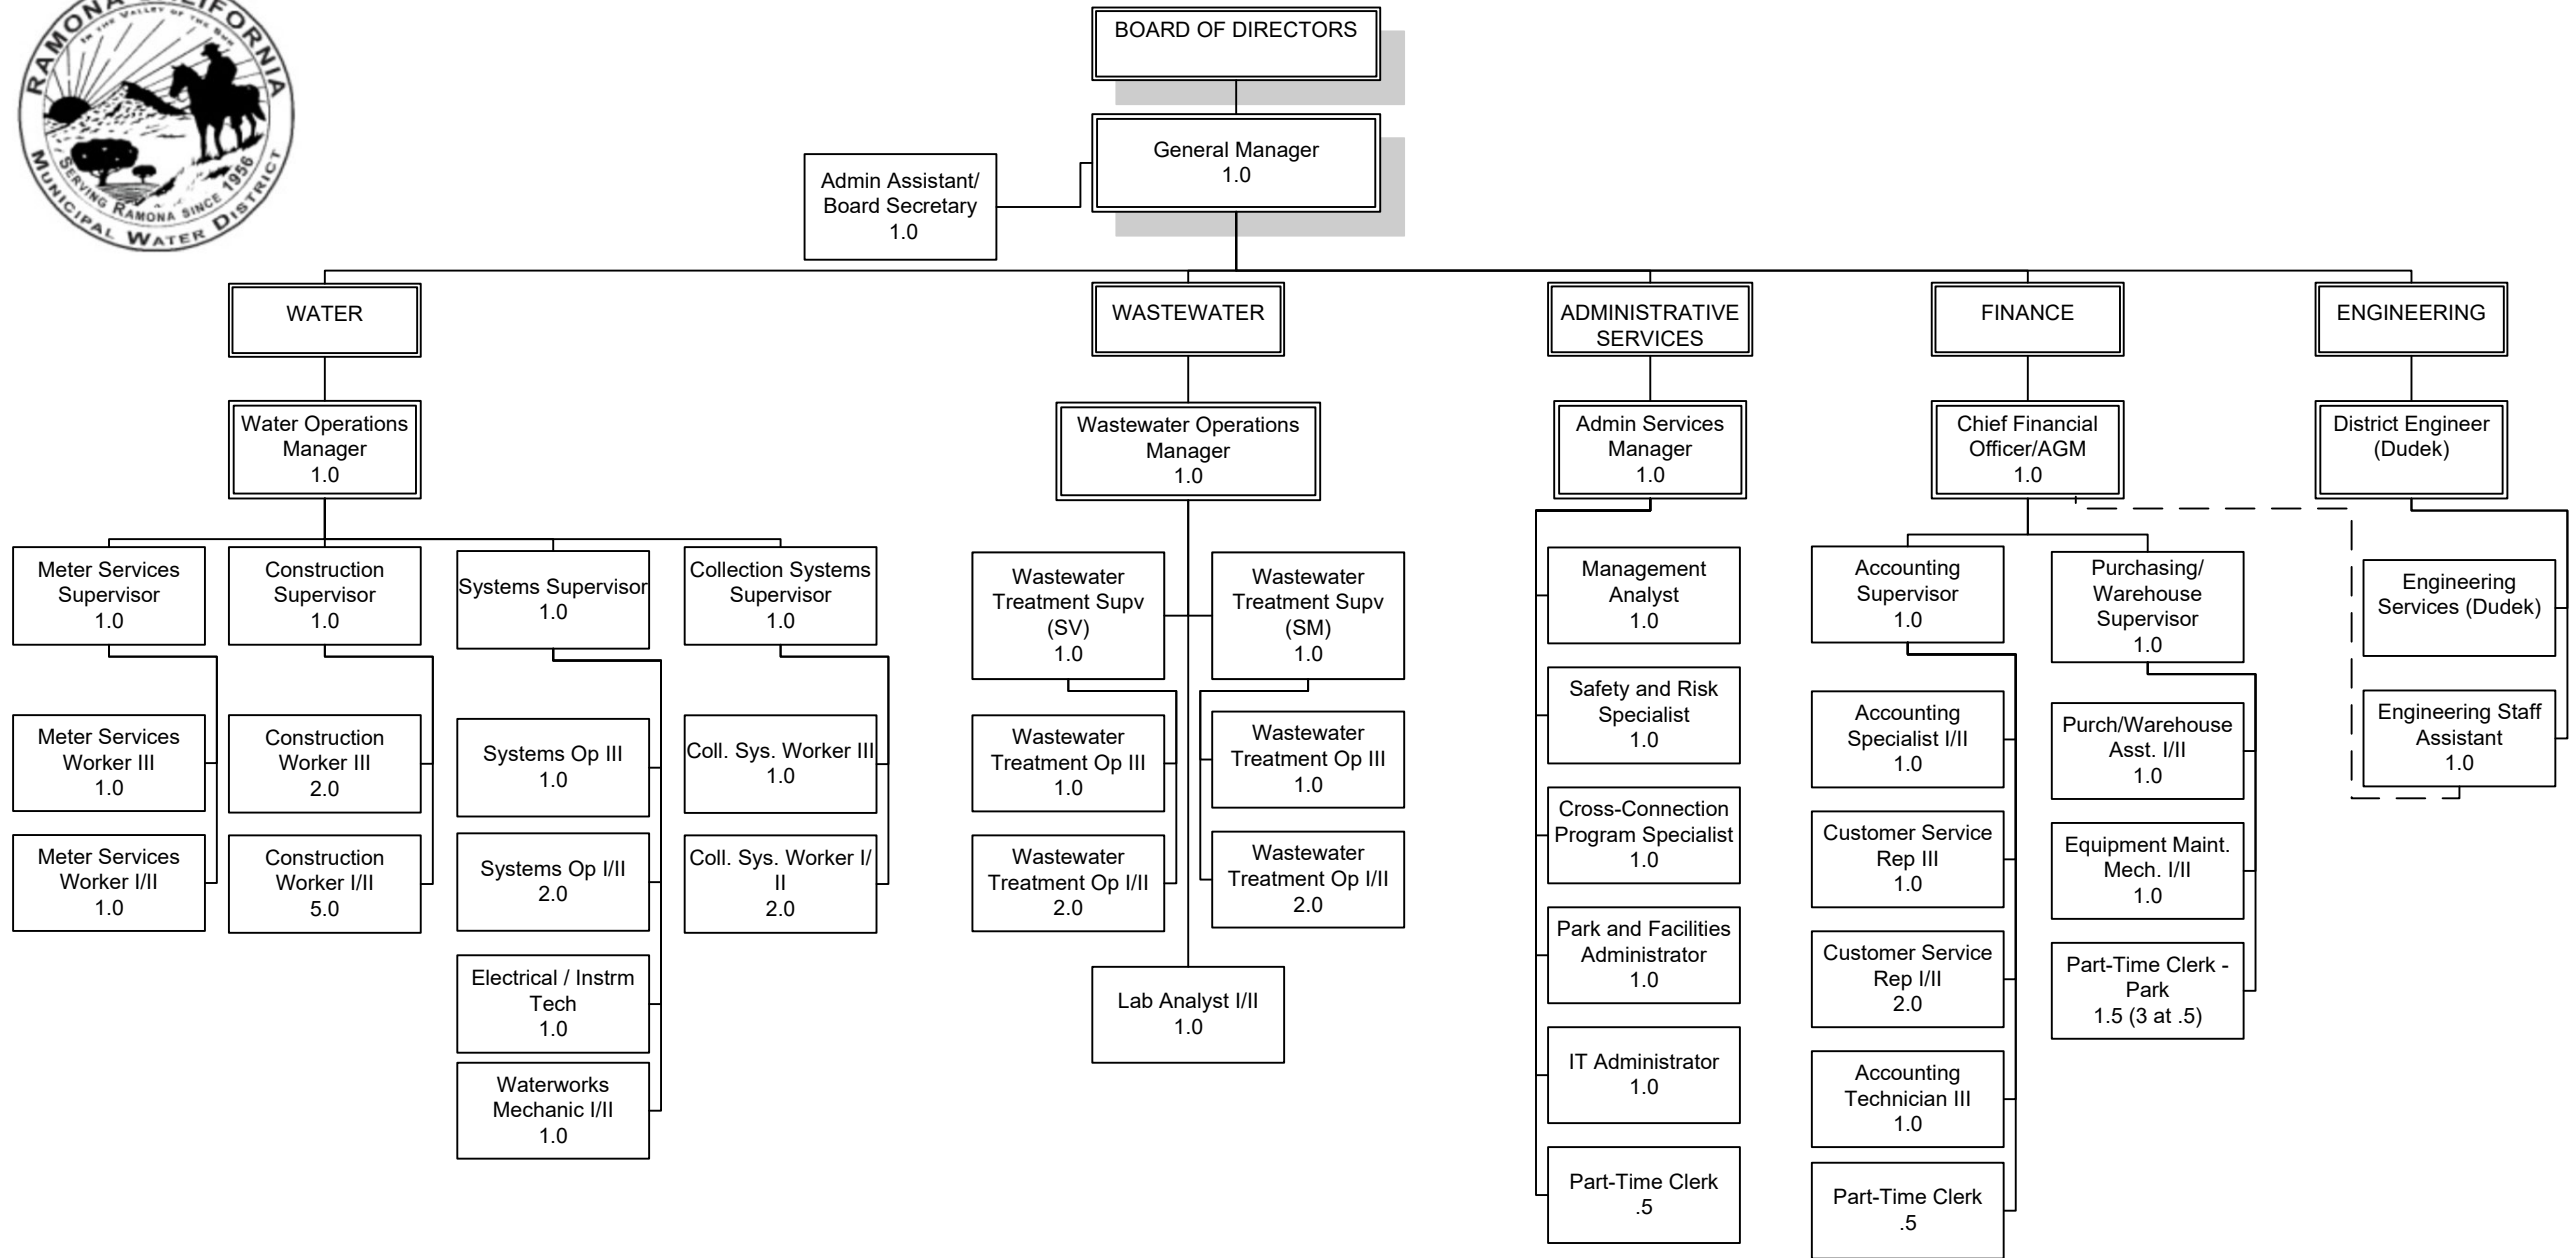 RAMONA CALIFORNIA
IN THE VALLEY OF THE SUN
SERVING RAMONA SINCE 1956
MUNICIPAL WATER DISTRICT
BOARD OF DIRECTORS
General Manager
1.0
Admin Assistant/
Board Secretary
1.0
WATER
WASTEWATER
ADMINISTRATIVE
SERVICES
FINANCE
ENGINEERING
Water Operations
Manager
1.0
Wastewater Operations
Manager
1.0
Admin Services
Manager
1.0
Chief Financial
Officer/AGM
1.0
District Engineer
(Dudek)
Meter Services
Supervisor
1.0
Meter Services
Worker III
1.0
Meter Services
Worker I/II
1.0
Construction
Supervisor
1.0
Construction
Worker III
2.0
Construction
Worker I/II
5.0
Systems Supervisor
1.0
Systems Op III
1.0
Systems Op I/II
2.0
Electrical / Instrm
Tech
1.0
Waterworks
Mechanic I/II
1.0
Collection Systems
Supervisor
1.0
Coll. Sys. Worker III
1.0
Coll. Sys. Worker I/
II
2.0
Wastewater
Treatment Supv
(SV)
1.0
Wastewater
Treatment Op III
1.0
Wastewater
Treatment Op I/II
2.0
Wastewater
Treatment Supv
(SM)
1.0
Wastewater
Treatment Op III
1.0
Wastewater
Treatment Op I/II
2.0
Lab Analyst I/II
1.0
Management
Analyst
1.0
Safety and Risk
Specialist
1.0
Cross-Connection
Program Specialist
1.0
Park and Facilities
Administrator
1.0
IT Administrator
1.0
Part-Time Clerk
.5
Accounting
Supervisor
1.0
Accounting
Specialist I/II
1.0
Customer Service
Rep III
1.0
Customer Service
Rep I/II
2.0
Accounting
Technician III
1.0
Part-Time Clerk
.5
Purchasing/
Warehouse
Supervisor
1.0
Purch/Warehouse
Asst. I/II
1.0
Equipment Maint.
Mech. I/II
1.0
Part-Time Clerk -
Park
1.5 (3 at .5)
Engineering
Services (Dudek)
Engineering Staff
Assistant
1.0